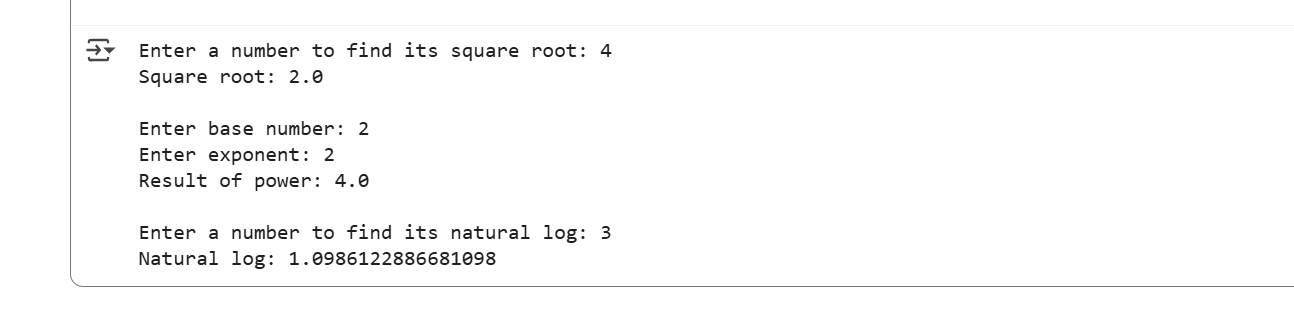 Enter a number to find its square root: 4
Square root: 2.0
Enter base number: 2
Enter exponent: 2
Result of power: 4.0
Enter a number to find its natural log: 3
Natural log: 1.0986122886681098